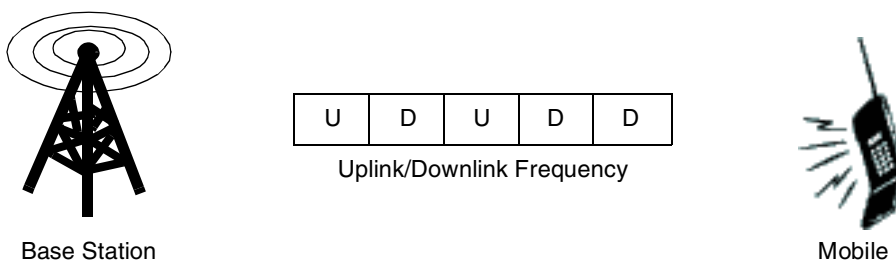 U D U D D
Uplink/Downlink Frequency
Base Station
Mobile